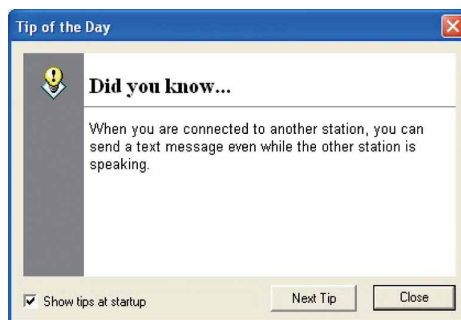 Tip of the Day
Did you know...
When you are connected to another station, you can
send a text message even while the other station is
speaking.
Show tips at startup
Next Tip
Close